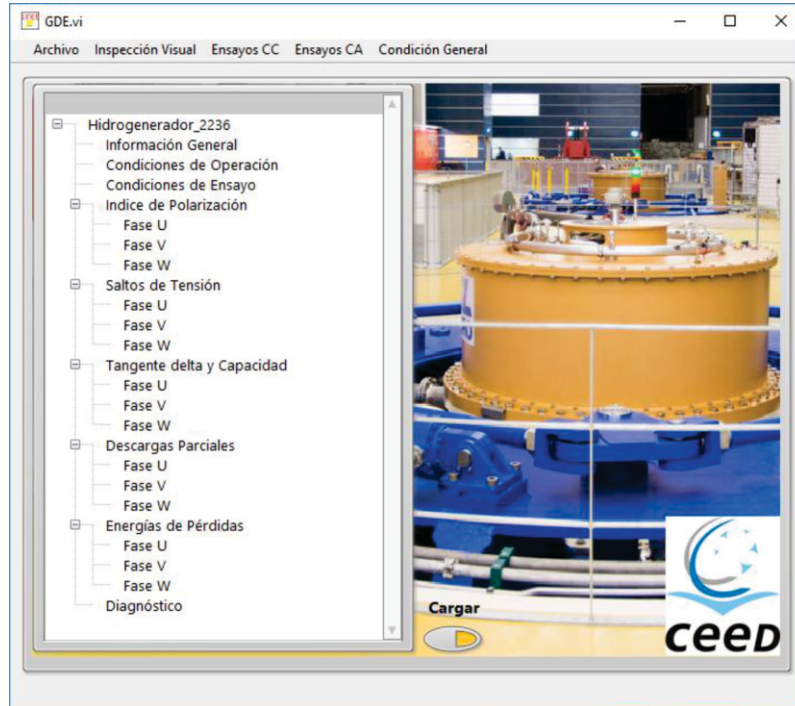 GDE.vi
Archivo Inspección Visual Ensayos CC Ensayos CA Condición General
Hidrogenerador_2236
Información General
Condiciones de Operación
Condiciones de Ensayo
Indice de Polarización
Fase U
Fase V
Fase W
Saltos de Tensión
Fase U
Fase V
Fase W
Tangente delta y Capacidad
Fase U
Fase V
Fase W
Descargas Parciales
Fase U
Fase V
Fase W
Energías de Pérdidas
Fase U
Fase V
Fase W
Diagnóstico
Cargar
ceeD